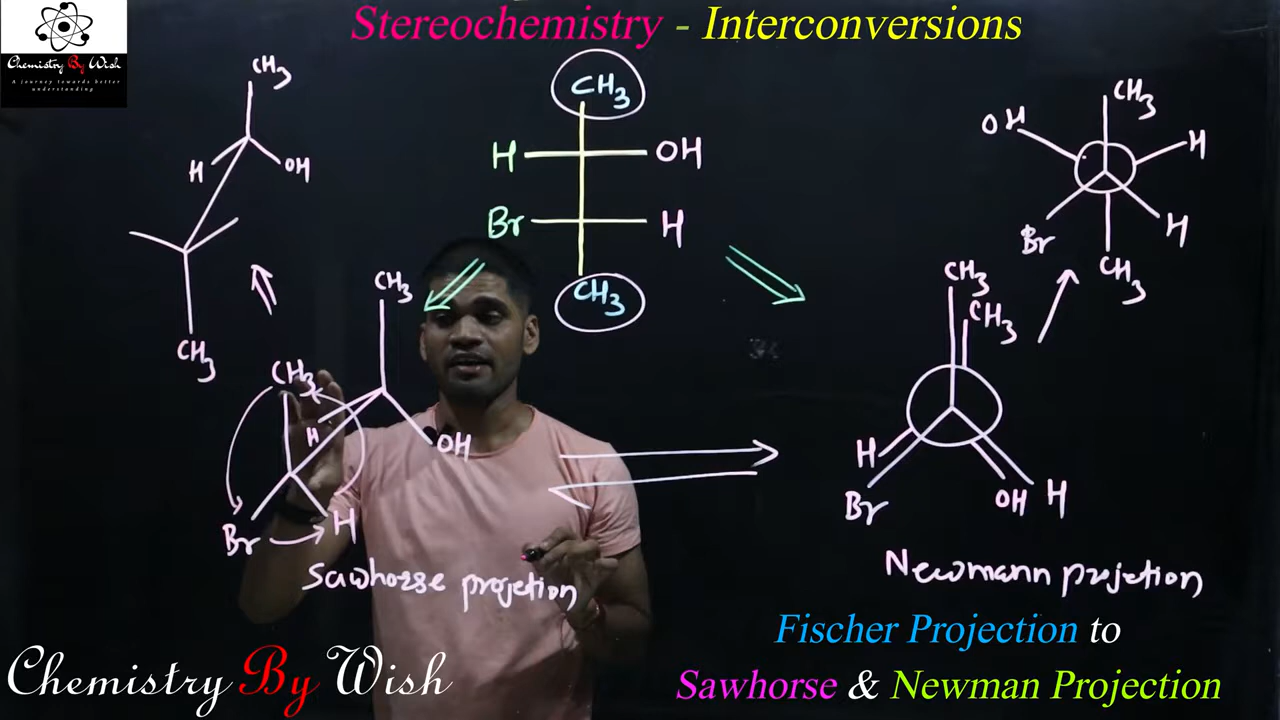 Stereochemistry - Interconversions
Chemistry By Wish
A journey towards better
understanding
CH3
H
OH
CH3
CH3
H
OH
Br
H
CH3
CH3
OH
H
Br
H
CH3
CH3
CH3
H
OH
Br
H
Sawhorse projetion
CH3
CH3
H
Br
OH
H
Newmann projetion
Fischer Projection to
Sawhorse & Newman Projection
Chemistry By Wish